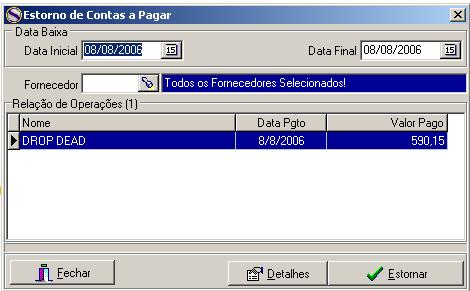 Estorno de Contas a Pagar
Data Baixa
Data Inicial 08/08/2006 15 Data Final 08/08/2006 15
Fornecedor Todos os Fornecedores Selecionados!
Relação de Operações (1)
Nome Data Pgto Valor Pago
DROP DEAD 8/8/2006 590,15
Fechar Detalhes Estornar